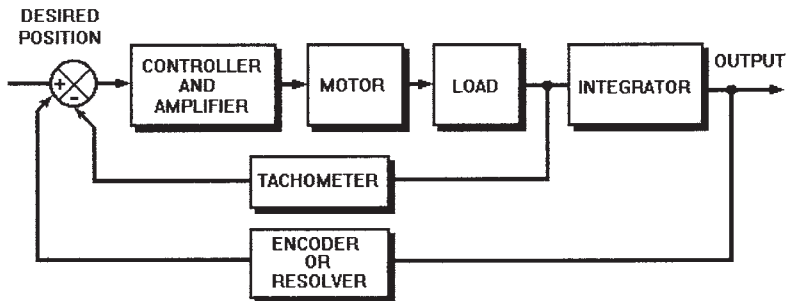 DESIRED
POSITION
+
-
CONTROLLER
AND
AMPLIFIER
MOTOR
LOAD
INTEGRATOR
OUTPUT
TACHOMETER
ENCODER
OR
RESOLVER